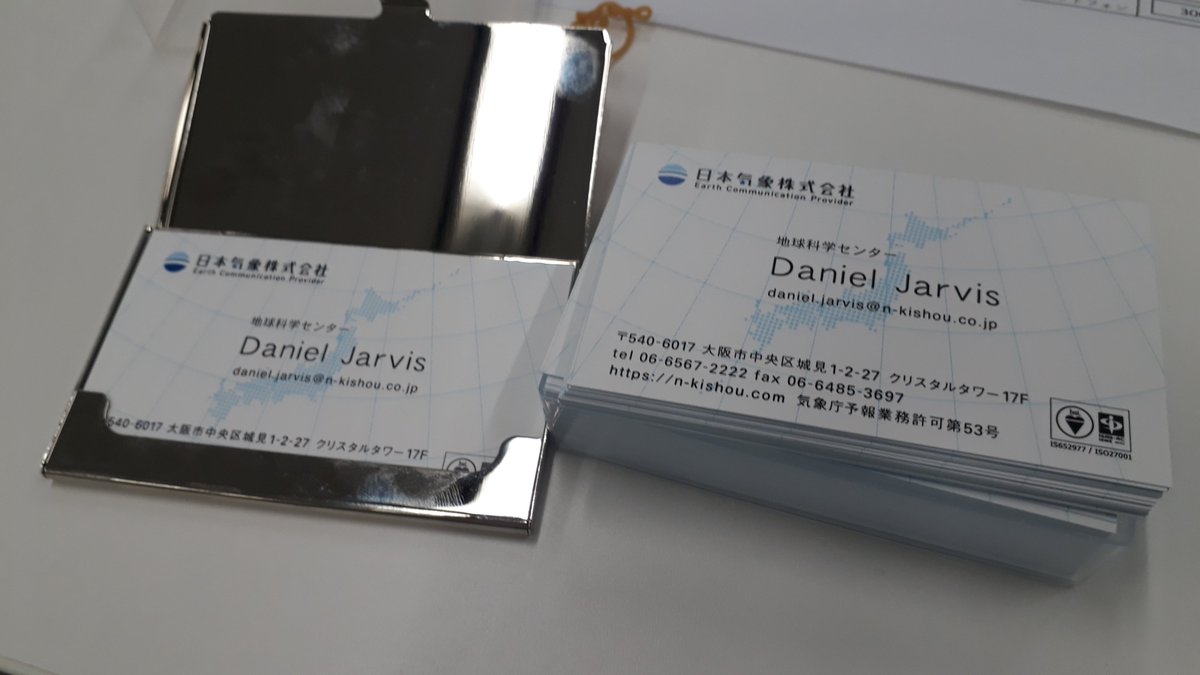 日本気象株式会社
Earth Communication Provider
地球科学センター
Daniel Jarvis
daniel.jarvis@n-kishou.co.jp
540-6017 大阪市中央区城見1-2-27 クリスタルタワー 17F
日本気象株式会社
Earth Communication Provider
地球科学センター
Daniel Jarvis
daniel.jarvis@n-kishou.co.jp
〒540-6017 大阪市中央区城見1-2-27 クリスタルタワー 17F
tel 06-6567-2222 fax 06-6485-3697
https://n-kishou.com 気象庁予報業務許可第53号
IS652977 / ISO27001